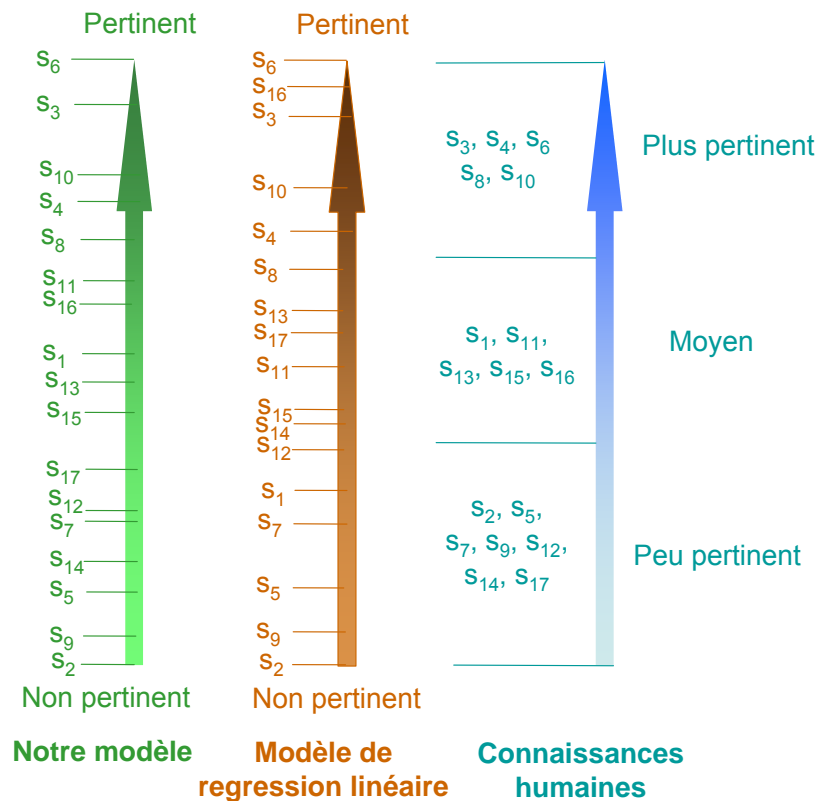 Pertinent
s6
s3
s10
s4
s8
s11
s16
s1
s13
s15
s17
s12
s7
s14
s5
s9
s2
Non pertinent
Notre modèle
Pertinent
s6
s16
s3
s10
s4
s8
s13
s17
s11
s15
s14
s12
s1
s7
s5
s9
s2
Non pertinent
Modèle de
regression linéaire
s3, s4, s6
s8, s10
Plus pertinent
s1, s11,
s13, s15, s16
Moyen
s2, s5,
s7, s9, s12,
s14, s17
Peu pertinent
Connaissances
humaines